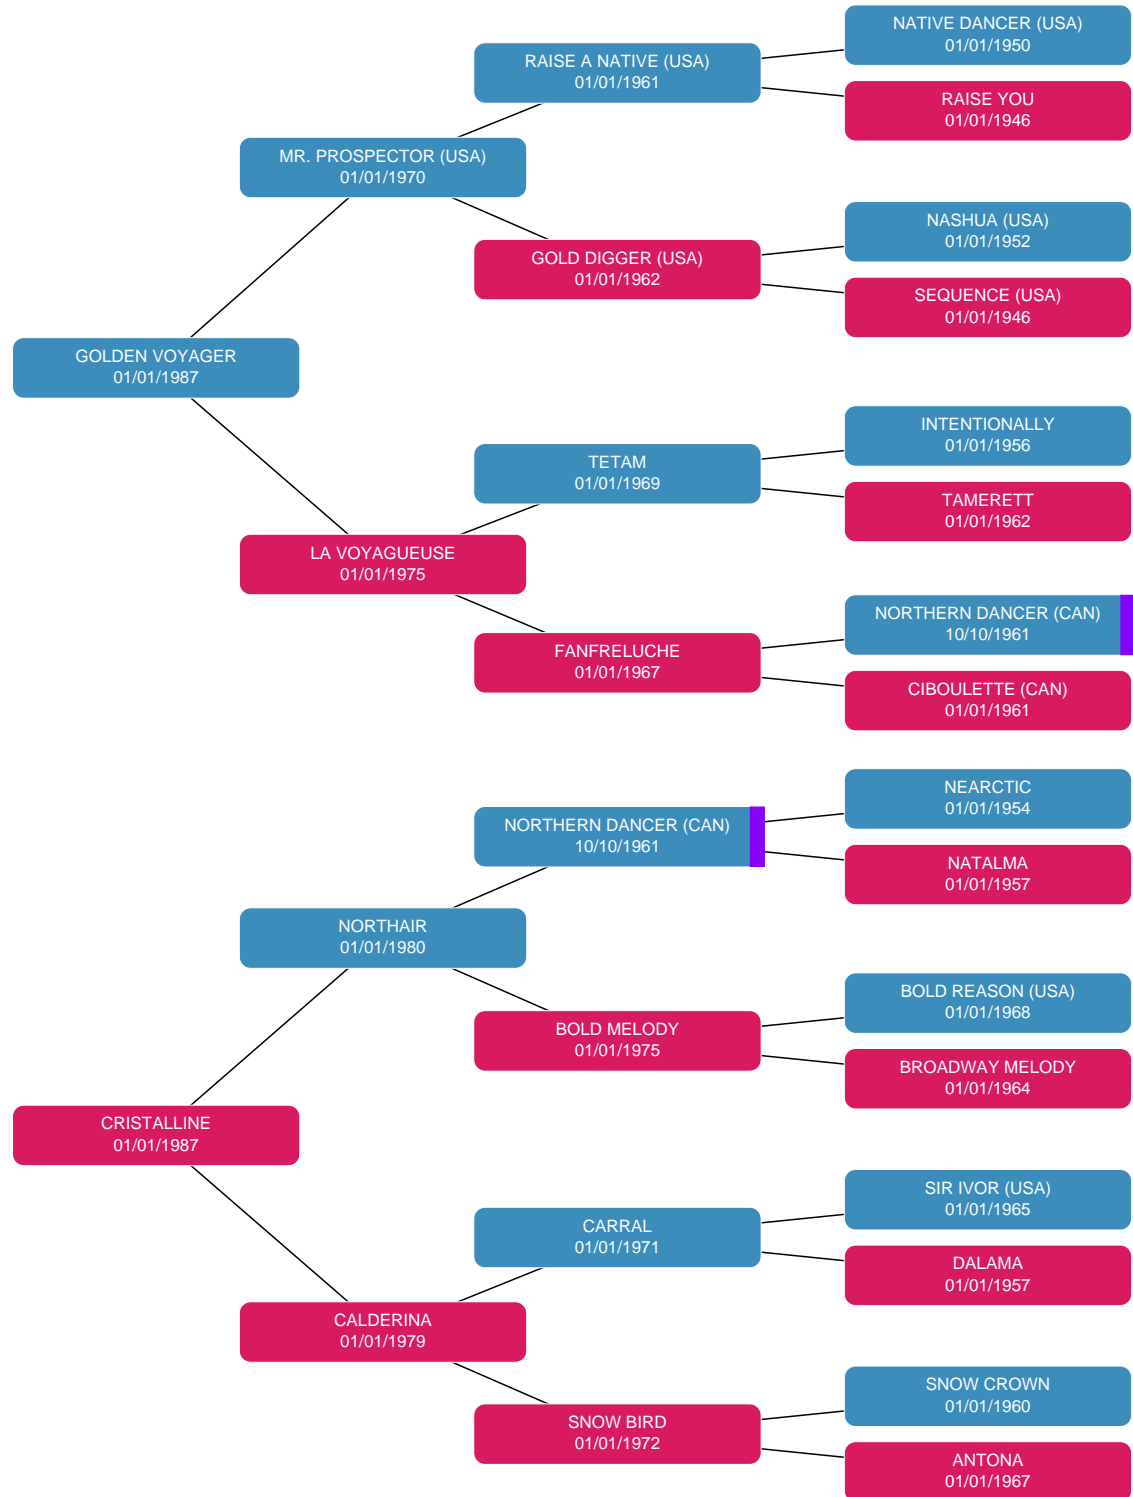 NATIVE DANCER (USA)
01/01/1950
RAISE A NATIVE (USA)
01/01/1961
RAISE YOU
01/01/1946
MR. PROSPECTOR (USA)
01/01/1970
NASHUA (USA)
01/01/1952
GOLD DIGGER (USA)
01/01/1962
SEQUENCE (USA)
01/01/1946
GOLDEN VOYAGER
01/01/1987
INTENTIONALLY
01/01/1956
TETAM
01/01/1969
TAMERETT
01/01/1962
LA VOYAGUEUSE
01/01/1975
NORTHERN DANCER (CAN)
10/10/1961
FANFRELUCHE
01/01/1967
CIBOULETTE (CAN)
01/01/1961
NEARCTIC
01/01/1954
NORTHERN DANCER (CAN)
10/10/1961
NATALMA
01/01/1957
NORTHAIR
01/01/1980
BOLD REASON (USA)
01/01/1968
BOLD MELODY
01/01/1975
BROADWAY MELODY
01/01/1964
CRISTALLINE
01/01/1987
SIR IVOR (USA)
01/01/1965
CARRAL
01/01/1971
DALAMA
01/01/1957
CALDERINA
01/01/1979
SNOW CROWN
01/01/1960
SNOW BIRD
01/01/1972
ANTONA
01/01/1967